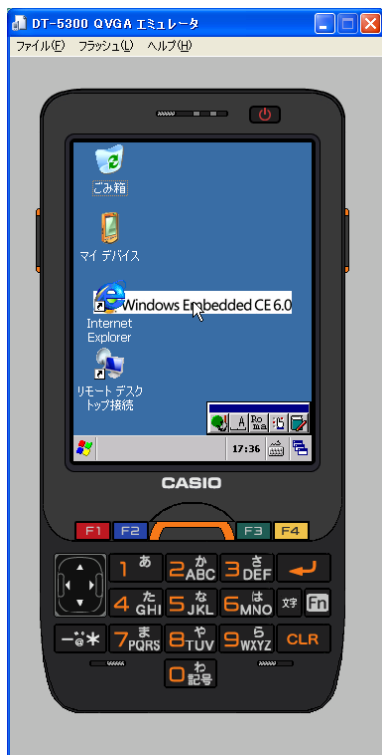 DT-5300 QVGA エミュレータ
ファイル(F) フラッシュ(L) ヘルプ(H)
ごみ箱
マイ デバイス
Windows Embedded CE 6.0
Internet
Explorer
リモート デスク
トップ接続
A Ro
ma
17:36
CASIO
F1 F2 F3 F4
1 あ 2 か ABC 3 さ DEF
4 た GHI 5 な JKL 6 は MNO 文字 Fn
-゛゜@* 7 ま PQRS 8 や TUV 9 ら WXYZ CLR
0 わ 記号